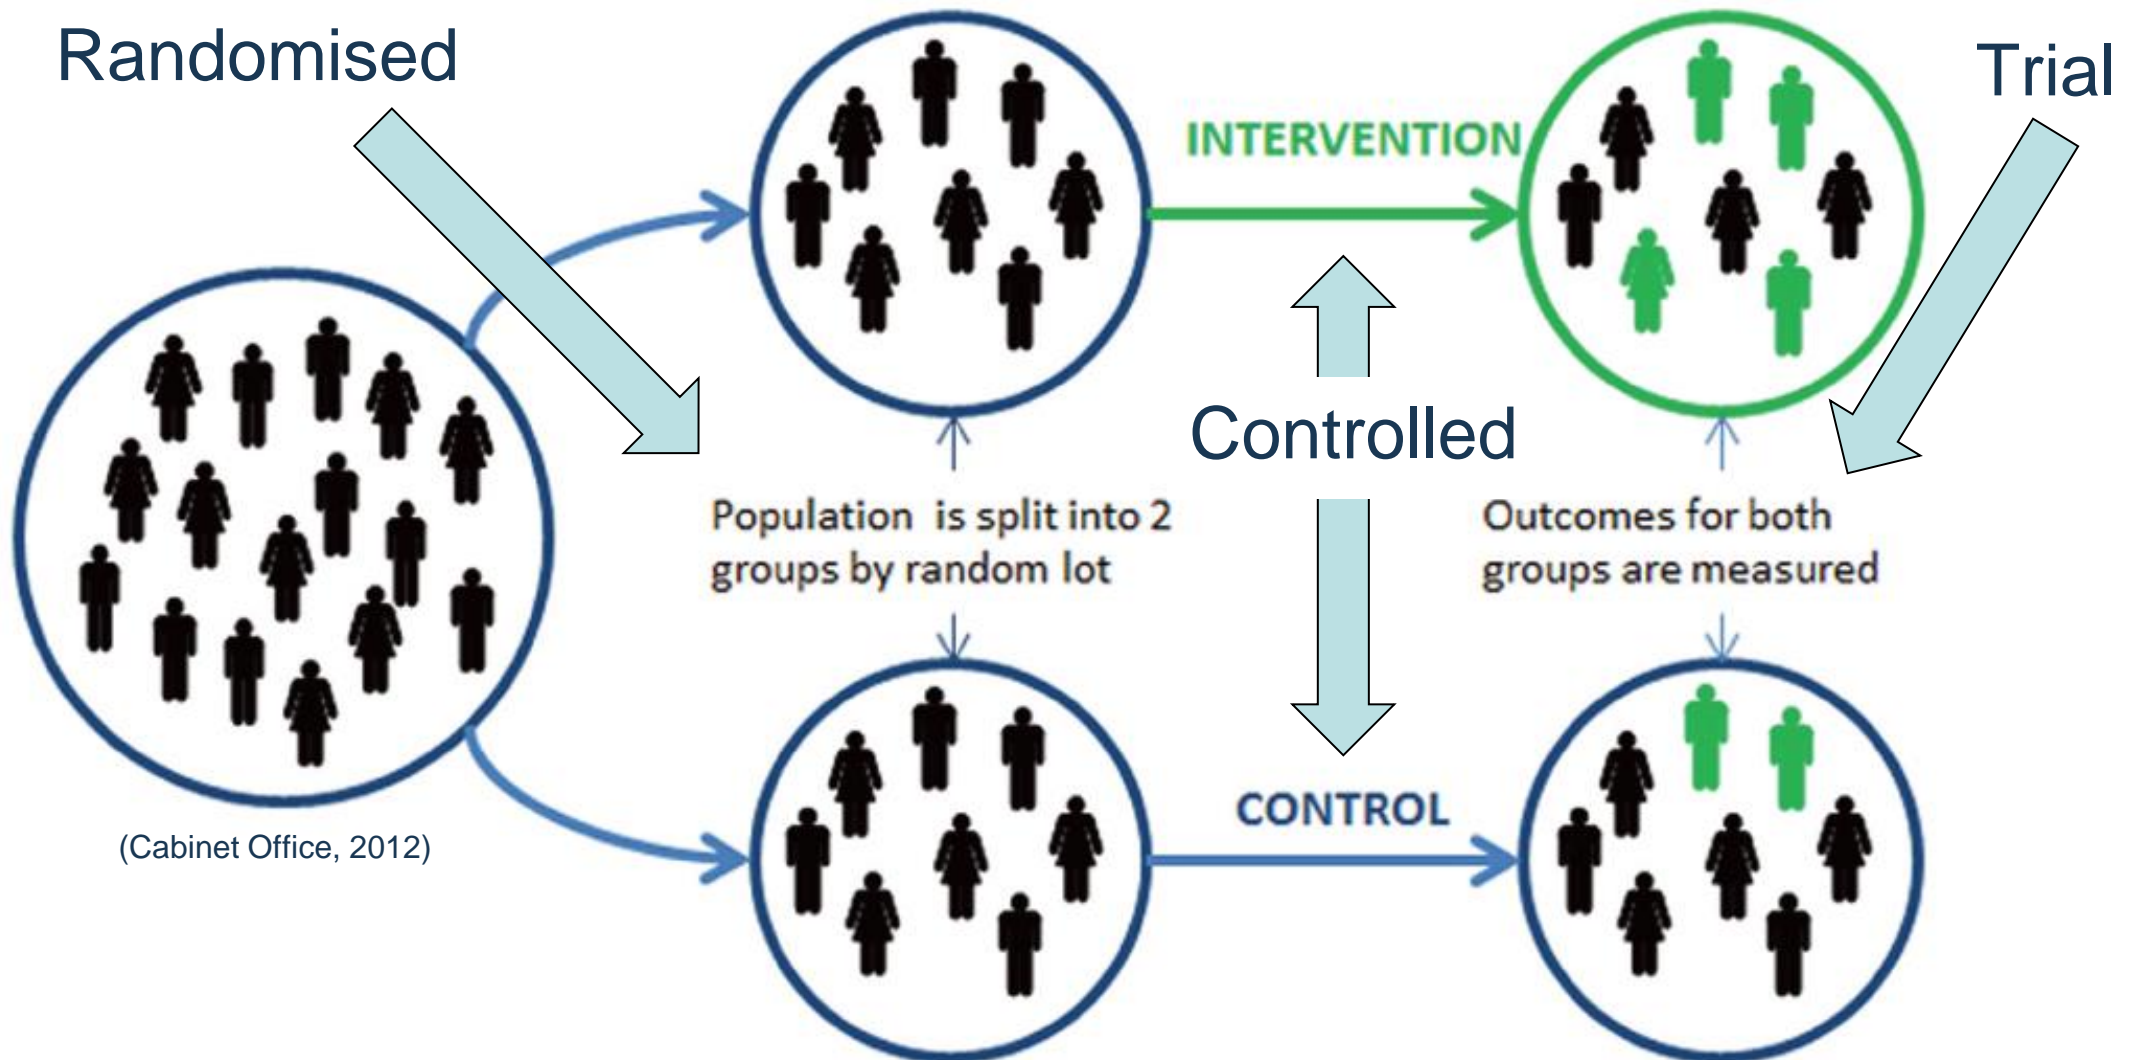 Randomised
Trial
INTERVENTION
Controlled
Population is split into 2
groups by random lot
Outcomes for both
groups are measured
CONTROL
(Cabinet Office, 2012)